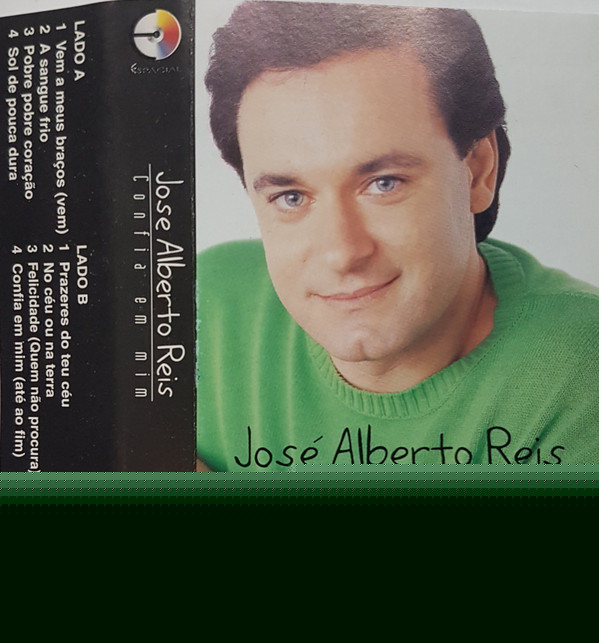 LADO A
1 Vem a meus braços (vem)
2 A sangue frio
3 Pobre pobre coração
4 Sol de pouca dura
LADO B
1 Prazeres do teu céu
2 No céu ou na terra
3 Felicidade (Quem não procura)
4 Confia em mim (até ao fim)
ESPACIAL
Jose Alberto Reis
Confia em mim
José Alberto Reis